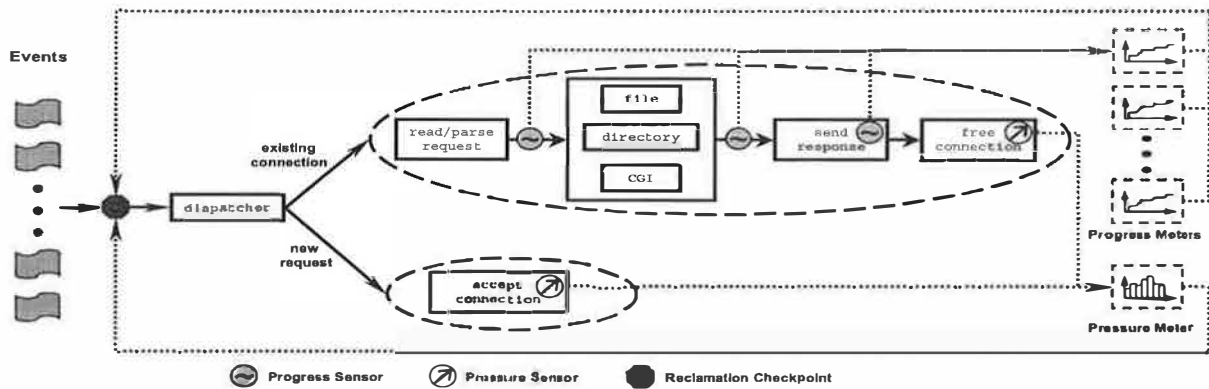 Events
existing
connection
new
request
dispatcher
read/parse
request
file
directory
CGI
send
response
free
connection
accept
connection
Progress Meters
Pressure Meter
Progress Sensor
Pressure Sensor
Reclamation Checkpoint